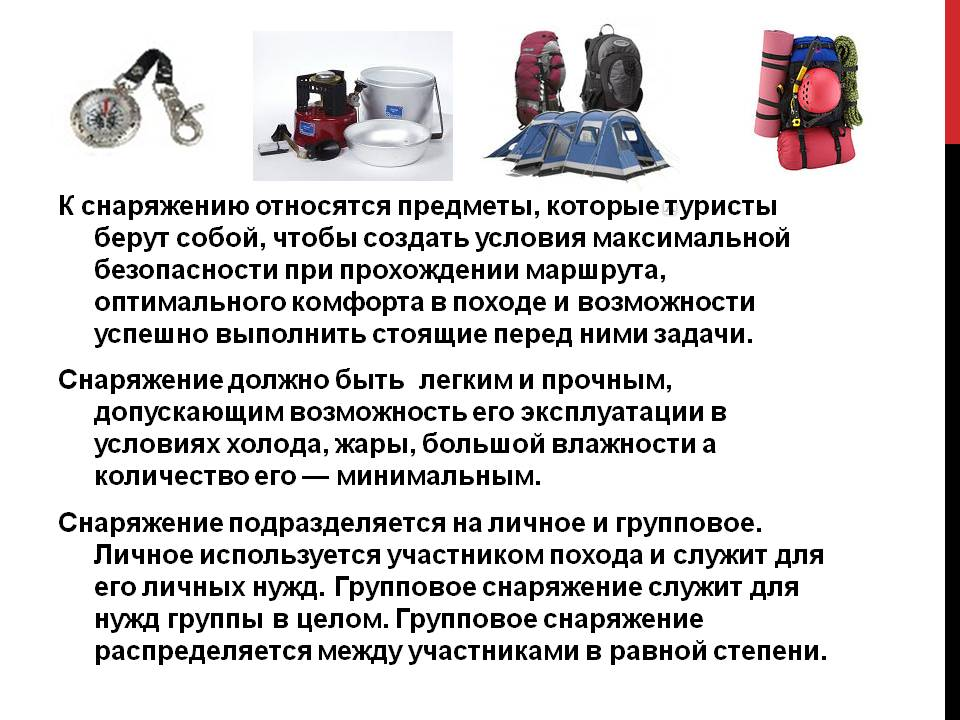 К снаряжению относятся предметы, которые туристы
берут собой, чтобы создать условия максимальной
безопасности при прохождении маршрута,
оптимального комфорта в походе и возможности
успешно выполнить стоящие перед ними задачи.
Снаряжение должно быть легким и прочным,
допускающим возможность его эксплуатации в
условиях холода, жары, большой влажности а
количество его — минимальным.
Снаряжение подразделяется на личное и групповое.
Личное используется участником похода и служит для
его личных нужд. Групповое снаряжение служит для
нужд группы в целом. Групповое снаряжение
распределяется между участниками в равной степени.